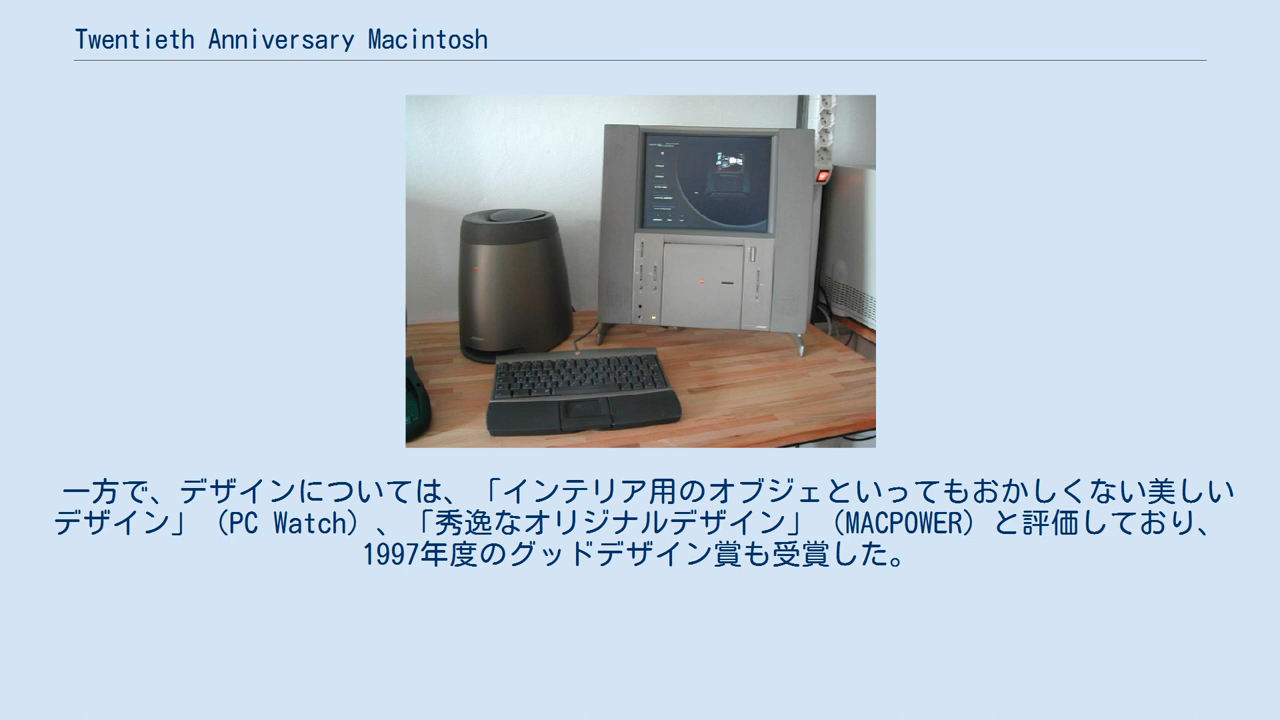 Twentieth Anniversary Macintosh
一方で、デザインについては、「インテリア用のオブジェといってもおかしくない美しい
デザイン」（PC Watch）、「秀逸なオリジナルデザイン」（MACPOWER）と評価しており、
1997年度のグッドデザイン賞も受賞した。